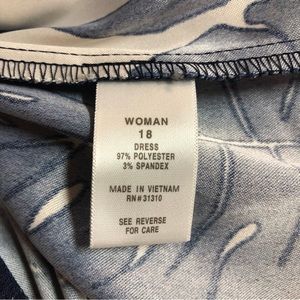 WOMAN
18
DRESS
97% POLYESTER
3% SPANDEX
MADE IN VIETNAM
RN# 31310
SEE REVERSE
FOR CARE